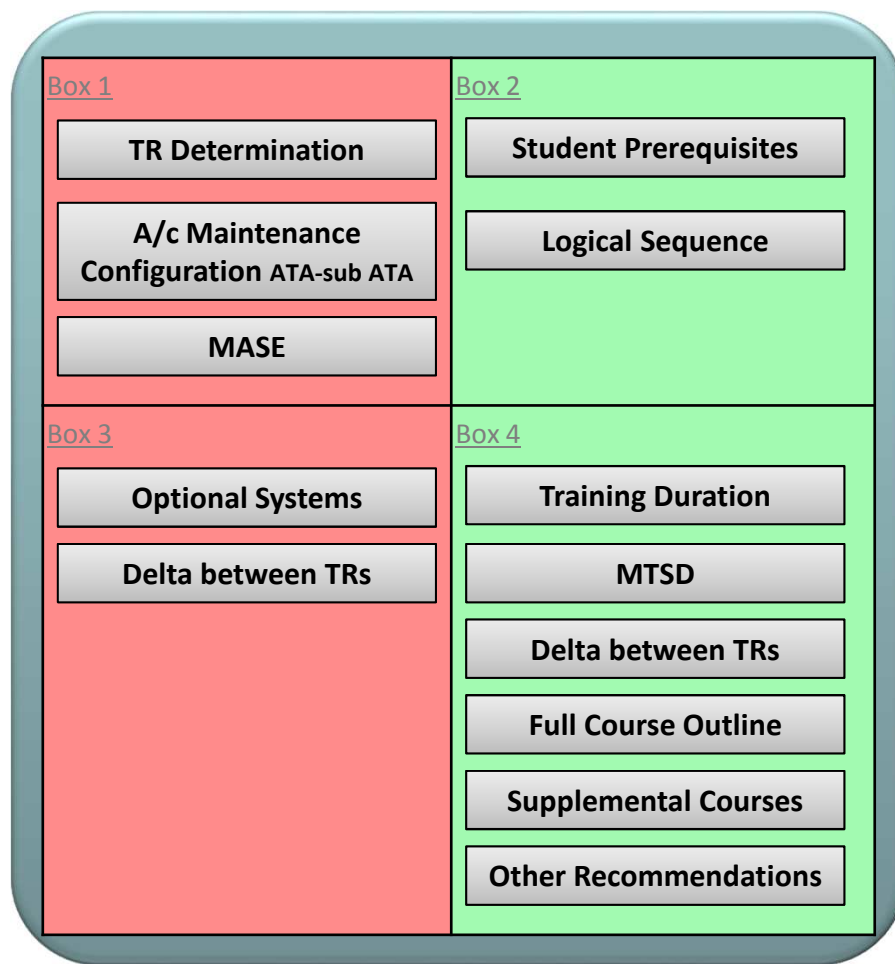 Box 1
TR Determination
A/c Maintenance
Configuration ATA-sub ATA
MASE
Box 2
Student Prerequisites
Logical Sequence
Box 3
Optional Systems
Delta between TRs
Box 4
Training Duration
MTSD
Delta between TRs
Full Course Outline
Supplemental Courses
Other Recommendations